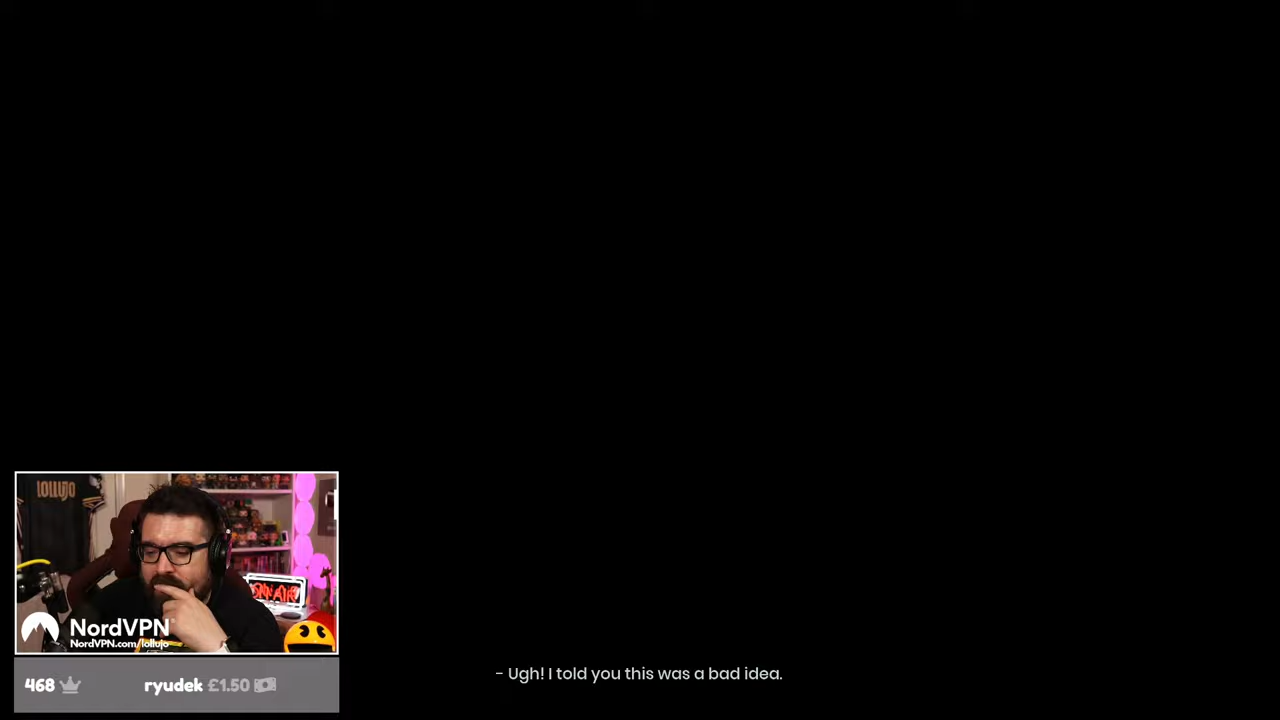 lollujo
ON AIR
NordVPN®
NordVPN.com/lollujo
468
ryudek £1.50
- Ugh! I told you this was a bad idea.